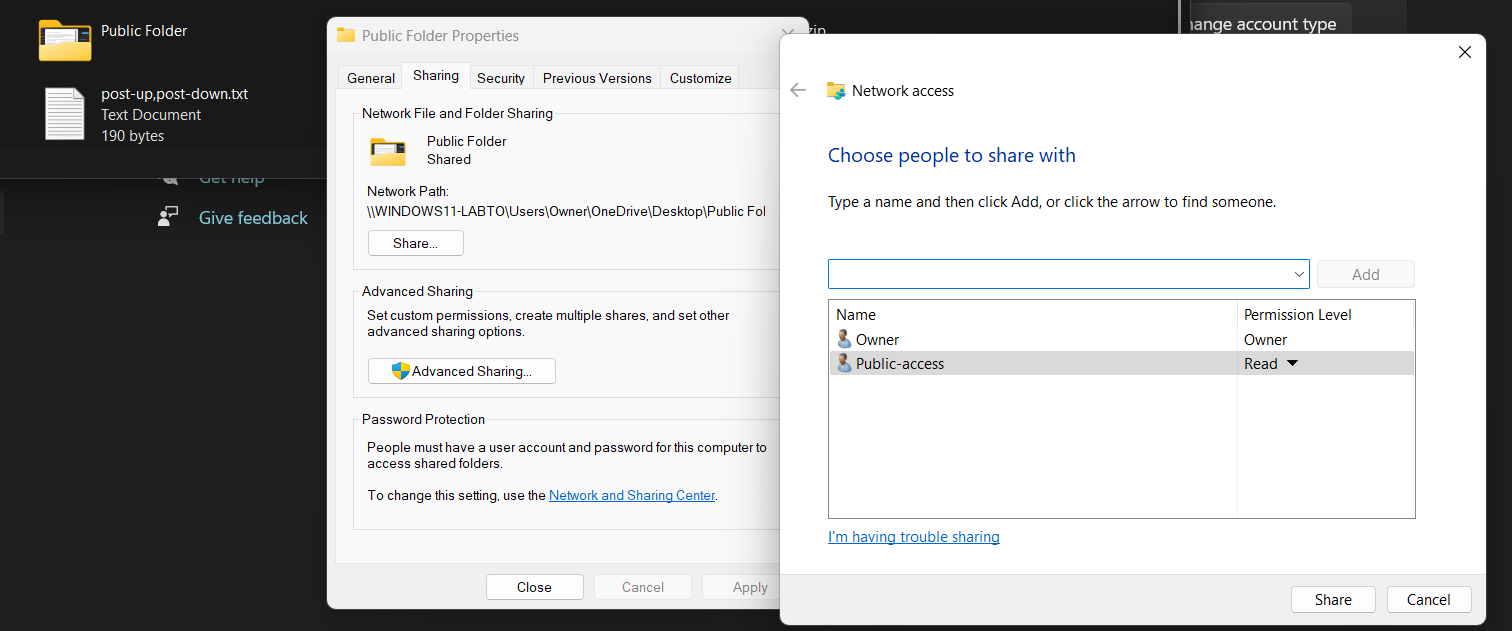 Public Folder
post-up,post-down.txt
Text Document
190 bytes
Get help
Give feedback
Public Folder Properties
General
Sharing
Security
Previous Versions
Customize
Network File and Folder Sharing
Public Folder
Shared
Network Path:
\\WINDOWS11-LABTO\Users\Owner\OneDrive\Desktop\Public Fol
Share...
Advanced Sharing
Set custom permissions, create multiple shares, and set other
advanced sharing options.
Advanced Sharing...
Password Protection
People must have a user account and password for this computer to
access shared folders.
To change this setting, use the Network and Sharing Center.
Close
Cancel
Apply
hange account type
Network access
Choose people to share with
Type a name and then click Add, or click the arrow to find someone.
Add
Name Permission Level
Owner Owner
Public-access Read
I'm having trouble sharing
Share
Cancel